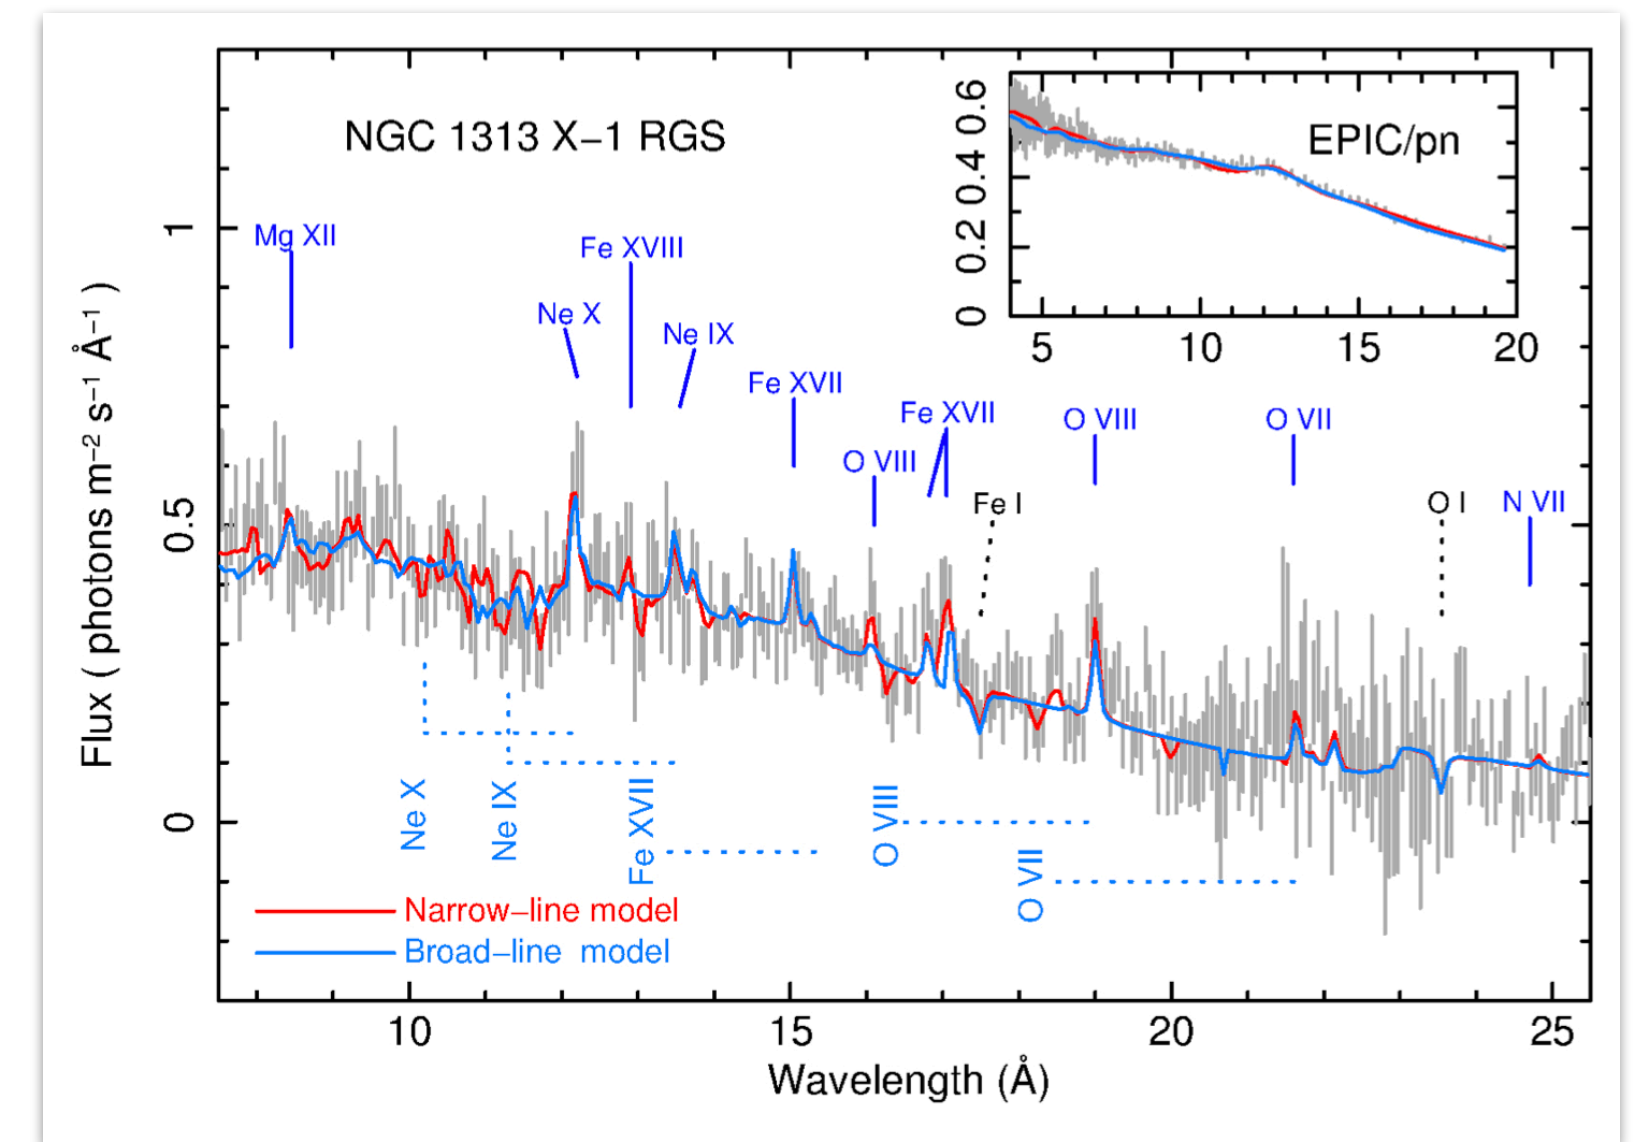 NGC 1313 X−1 RGS
EPIC/pn
0.6
0.4
0.2
0
5 10 15 20
Mg XII
Fe XVIII
Ne X
Ne IX
Fe XVII
O VIII
Fe XVII
Fe I
O VIII
O VII
O I
N VII
1
0.5
0
Flux ( photons m−2 s−1 Å−1 )
Ne X
Ne IX
Fe XVII
O VIII
O VII
Narrow−line model
Broad−line model
10 15 20 25
Wavelength (Å)